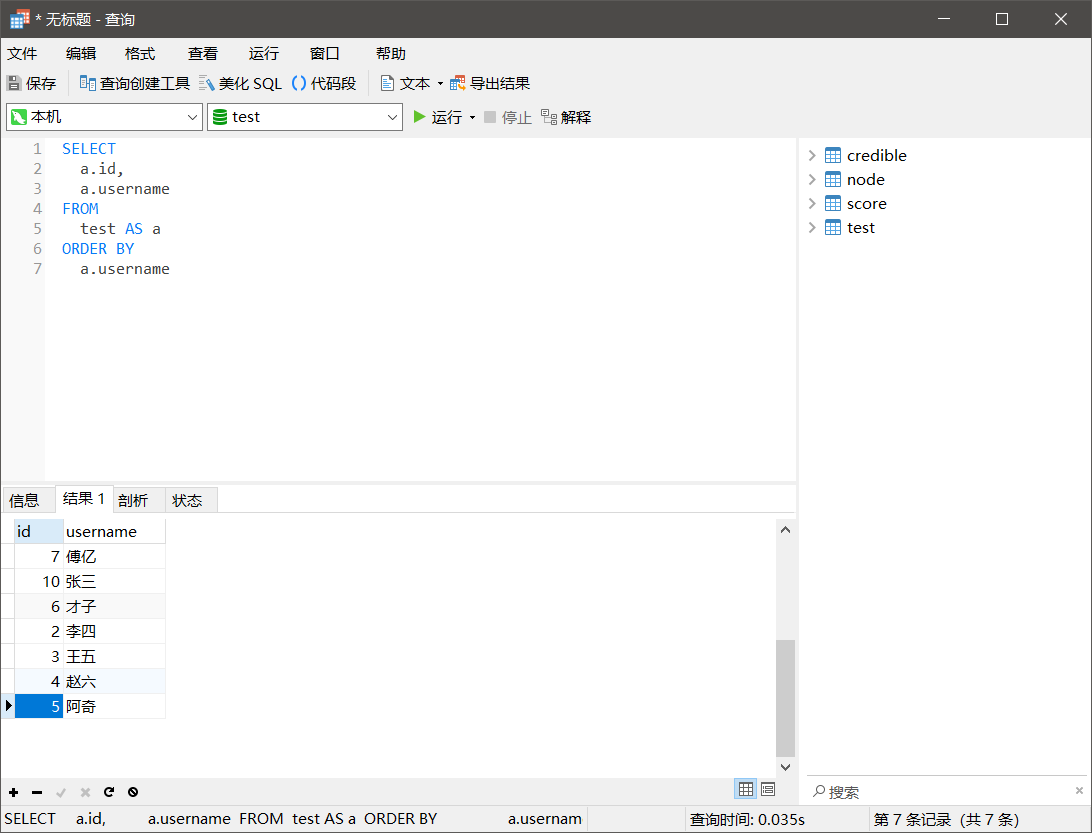 * 无标题 - 查询
文件 编辑 格式 查看 运行 窗口 帮助
保存 查询创建工具 美化 SQL () 代码段 文本 导出结果
本机 test 运行 停止 解释
1 SELECT
2 a.id,
3 a.username
4 FROM
5 test AS a
6 ORDER BY
7 a.username
credible
node
score
test
信息 结果 1 剖析 状态
id username
7 傅亿
10 张三
6 才子
2 李四
3 王五
4 赵六
5 阿奇
搜索
SELECT a.id, a.username FROM test AS a ORDER BY a.usernam 查询时间: 0.035s 第 7 条记录 (共 7 条)